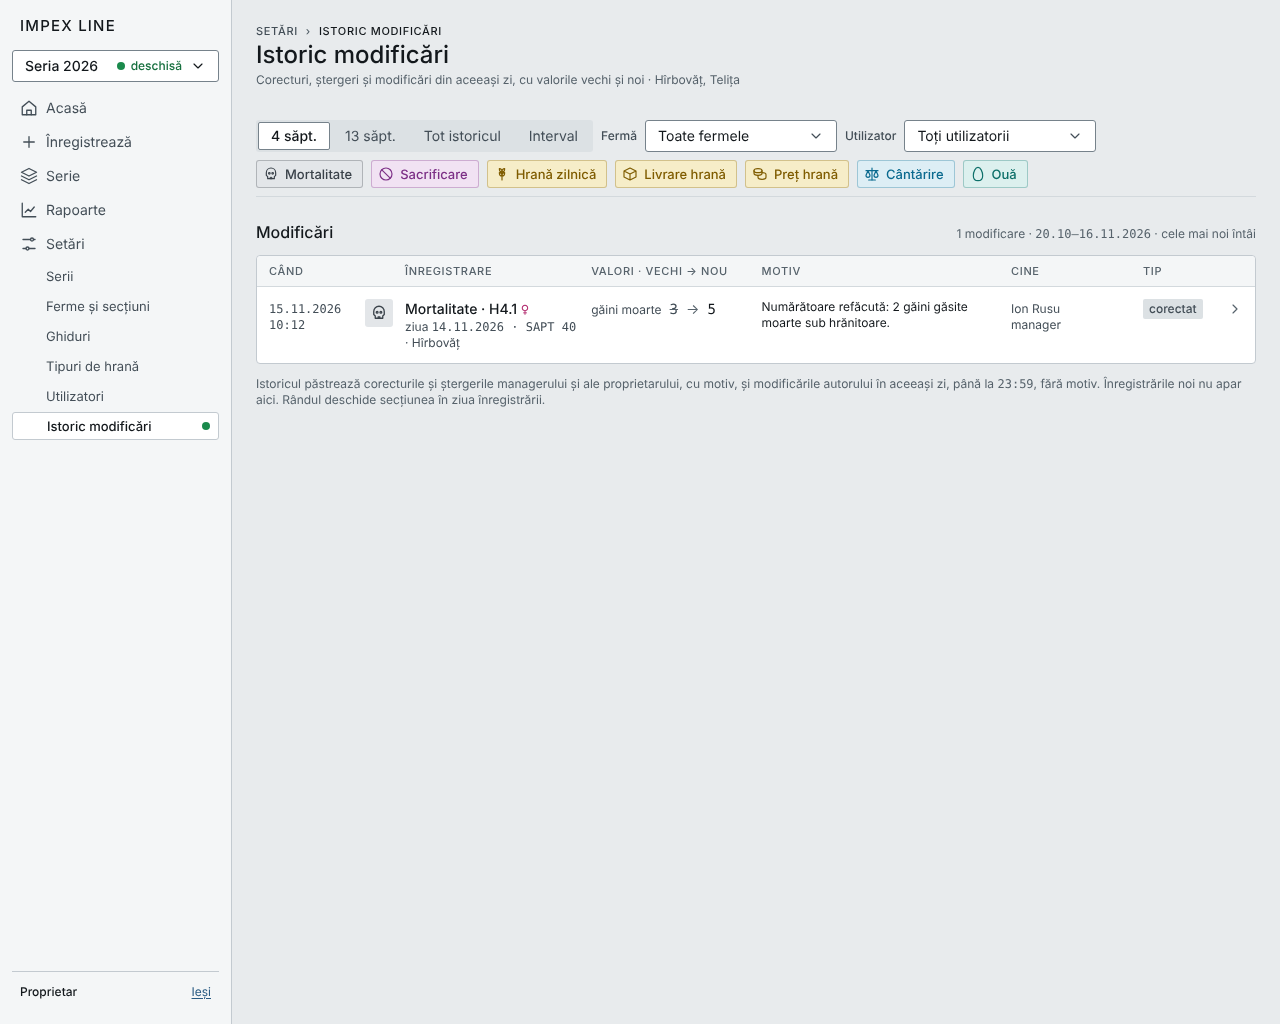 IMPEX LINE
Seria 2026 deschisă
Acasă
Înregistrează
Serie
Rapoarte
Setări
Serii
Ferme și secțiuni
Ghiduri
Tipuri de hrană
Utilizatori
Istoric modificări
Proprietar Ieși
SETĂRI › ISTORIC MODIFICĂRI
Istoric modificări
Corecturi, ștergeri și modificări din aceeași zi, cu valorile vechi și noi · Hîrbovăț, Telița
4 săpt. 13 săpt. Tot istoricul Interval Fermă Toate fermele Utilizator Toți utilizatorii
Mortalitate Sacrificare Hrană zilnică Livrare hrană Preț hrană Cântărire Ouă
Modificări 1 modificare · 20.10–16.11.2026 · cele mai noi întâi
CÂND ÎNREGISTRARE VALORI · VECHI → NOU MOTIV CINE TIP
15.11.2026
10:12
Mortalitate · H4.1 ♀
ziua 14.11.2026 · SAPT 40
· Hîrbovăț
găini moarte 3 → 5
Numărătoare refăcută: 2 găini găsite
moarte sub hrănitoare.
Ion Rusu
manager
corectat
Istoricul păstrează corecturile și ștergerile managerului și ale proprietarului, cu motiv, și modificările autorului în aceeași zi, până la 23:59, fără motiv. Înregistrările noi nu apar
aici. Rândul deschide secțiunea în ziua înregistrării.